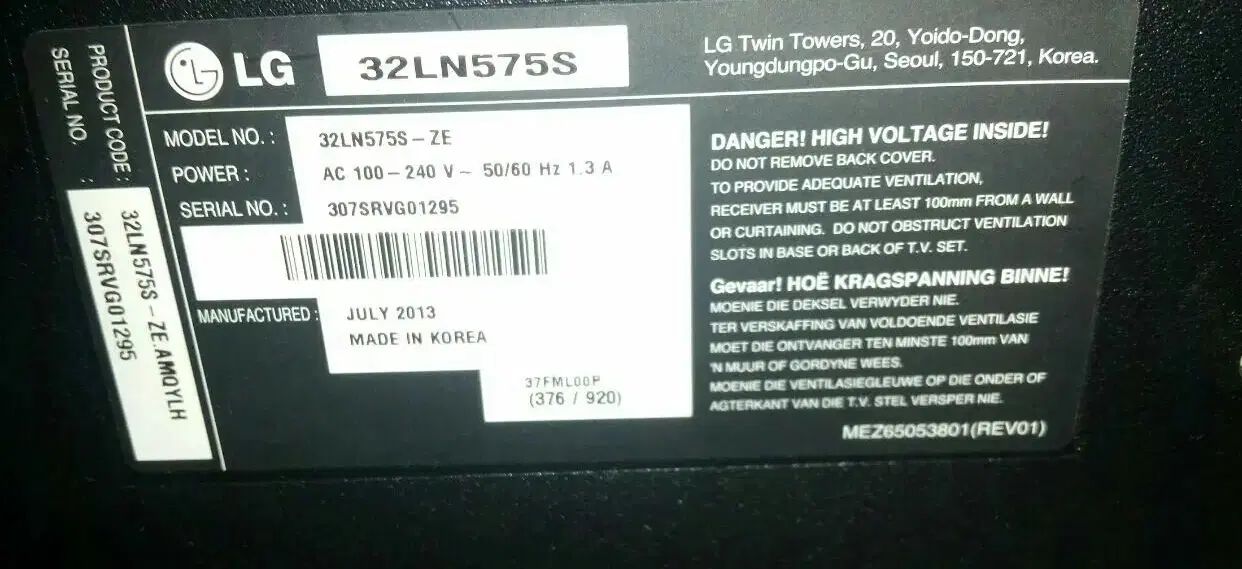 PRODUCT CODE :
SERIAL NO. :
32LN575S-ZE.AMQYLH
307SRVG01295
LG
32LN575S
LG Twin Towers, 20, Yoido-Dong,
Youngdungpo-Gu, Seoul, 150-721, Korea.
MODEL NO. : 32LN575S-ZE
POWER : AC 100-240 V~ 50/60 Hz 1.3 A
SERIAL NO. : 307SRVG01295
MANUFACTURED : JULY 2013
MADE IN KOREA
37FML00P
(376 / 920)
DANGER! HIGH VOLTAGE INSIDE!
DO NOT REMOVE BACK COVER.
TO PROVIDE ADEQUATE VENTILATION,
RECEIVER MUST BE AT LEAST 100mm FROM A WALL
OR CURTAINING. DO NOT OBSTRUCT VENTILATION
SLOTS IN BASE OR BACK OF T.V. SET.
Gevaar! HOË KRAGSPANNING BINNE!
MOENIE DIE DEKSEL VERWYDER NIE.
TER VERSKAFFING VAN VOLDOENDE VENTILASIE
MOET DIE ONTVANGER TEN MINSTE 100mm VAN
'N MUUR OF GORDYNE WEES.
MOENIE DIE VENTILASIEGLEUWE OP DIE ONDER OF
AGTERKANT VAN DIE T.V. STEL VERSPER NIE.
MEZ65053801(REV01)